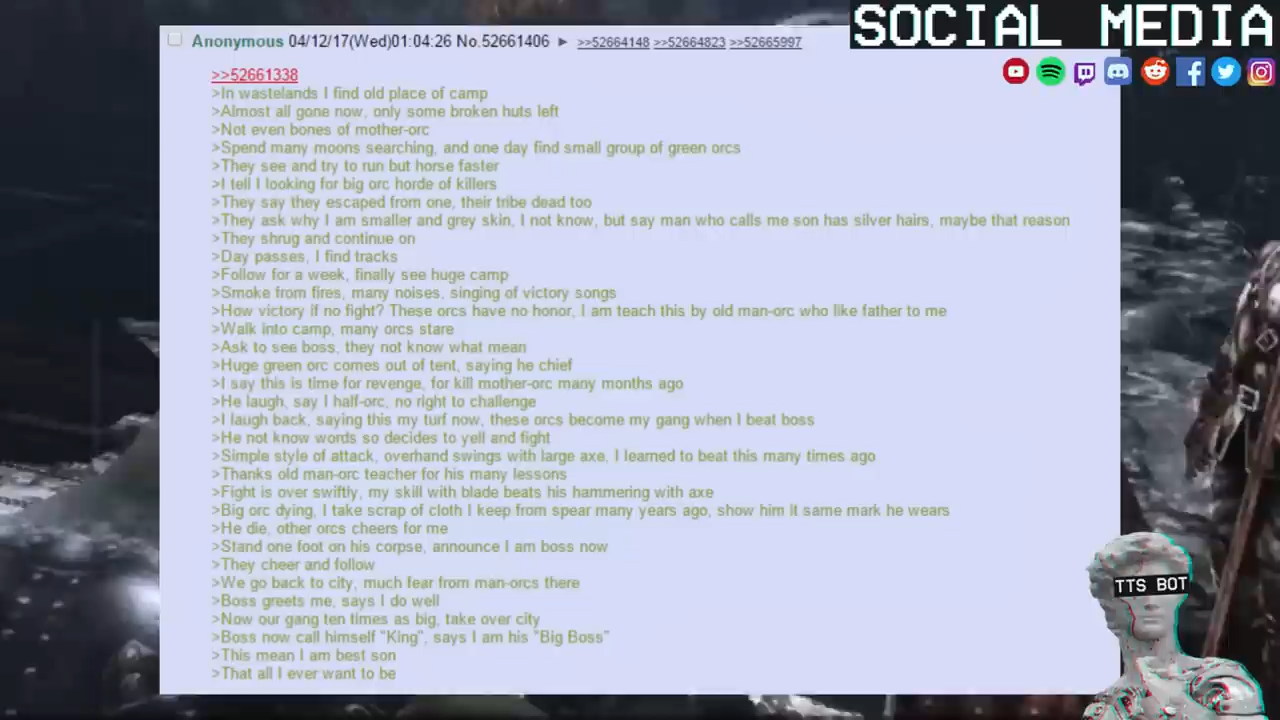 SOCIAL MEDIA
Anonymous 04/12/17(Wed)01:04:26 No.52661406 ▶ >>52664148 >>52664823 >>52665997
>>52661338
>In wastelands I find old place of camp
>Almost all gone now, only some broken huts left
>Not even bones of mother-orc
>Spend many moons searching, and one day find small group of green orcs
>They see and try to run but horse faster
>I tell I looking for big orc horde of killers
>They say they escaped from one, their tribe dead too
>They ask why I am smaller and grey skin, I not know, but say man who calls me son has silver hairs, maybe that reason
>They shrug and continue on
>Day passes, I find tracks
>Follow for a week, finally see huge camp
>Smoke from fires, many noises, singing of victory songs
>How victory if no fight? These orcs have no honor, I am teach this by old man-orc who like father to me
>Walk into camp, many orcs stare
>Ask to see boss, they not know what mean
>Huge green orc comes out of tent, saying he chief
>I say this is time for revenge, for kill mother-orc many months ago
>He laugh, say I half-orc, no right to challenge
>I laugh back, saying this my turf now, these orcs become my gang when I beat boss
>He not know words so decides to yell and fight
>Simple style of attack, overhand swings with large axe, I learned to beat this many times ago
>Thanks old man-orc teacher for his many lessons
>Fight is over swiftly, my skill with blade beats his hammering with axe
>Big orc dying, I take scrap of cloth I keep from spear many years ago, show him it same mark he wears
>He die, other orcs cheers for me
>Stand one foot on his corpse, announce I am boss now
>They cheer and follow
>We go back to city, much fear from man-orcs there
>Boss greets me, says I do well
>Now our gang ten times as big, take over city
>Boss now call himself "King", says I am his "Big Boss"
>This mean I am best son
>That all I ever want to be
TTS BOT